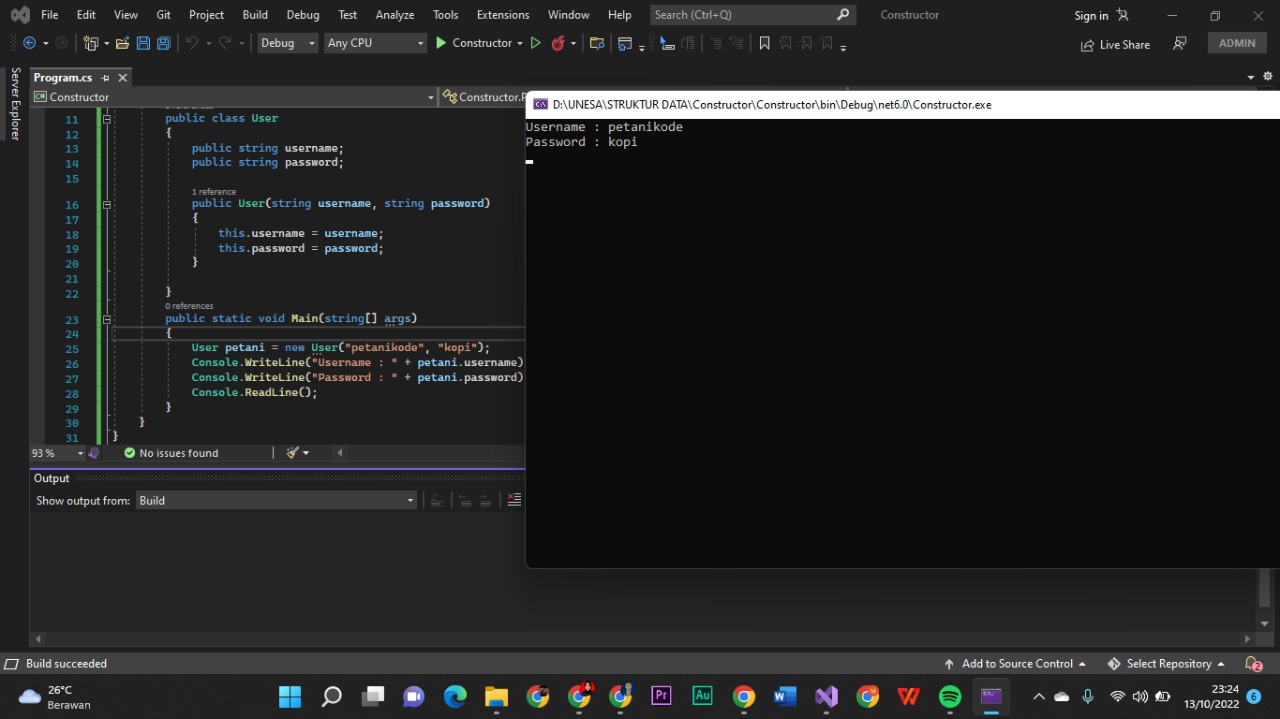 File Edit View Git Project Build Debug Test Analyze Tools Extensions Window Help Search (Ctrl+Q) Constructor Sign in
Debug Any CPU Constructor Live Share ADMIN
Server Explorer
Program.cs
Constructor Constructor.P
D:\UNESA\STRUKTUR DATA\Constructor\Constructor\bin\Debug\net6.0\Constructor.exe
Username : petanikode
Password : kopi
11 public class User
12 {
13 public string username;
14 public string password;
15
1 reference
16 public User(string username, string password)
17 {
18 this.username = username;
19 this.password = password;
20 }
21
22 }
0 references
23 public static void Main(string[] args)
24 {
25 User petani = new User("petanikode", "kopi");
26 Console.WriteLine("Username : " + petani.username)
27 Console.WriteLine("Password : " + petani.password)
28 Console.ReadLine();
29 }
30 }
31 }
93 % No issues found
Output
Show output from: Build
Build succeeded Add to Source Control Select Repository 2
26°C
Berawan
Pr Au
23:24
13/10/2022 6